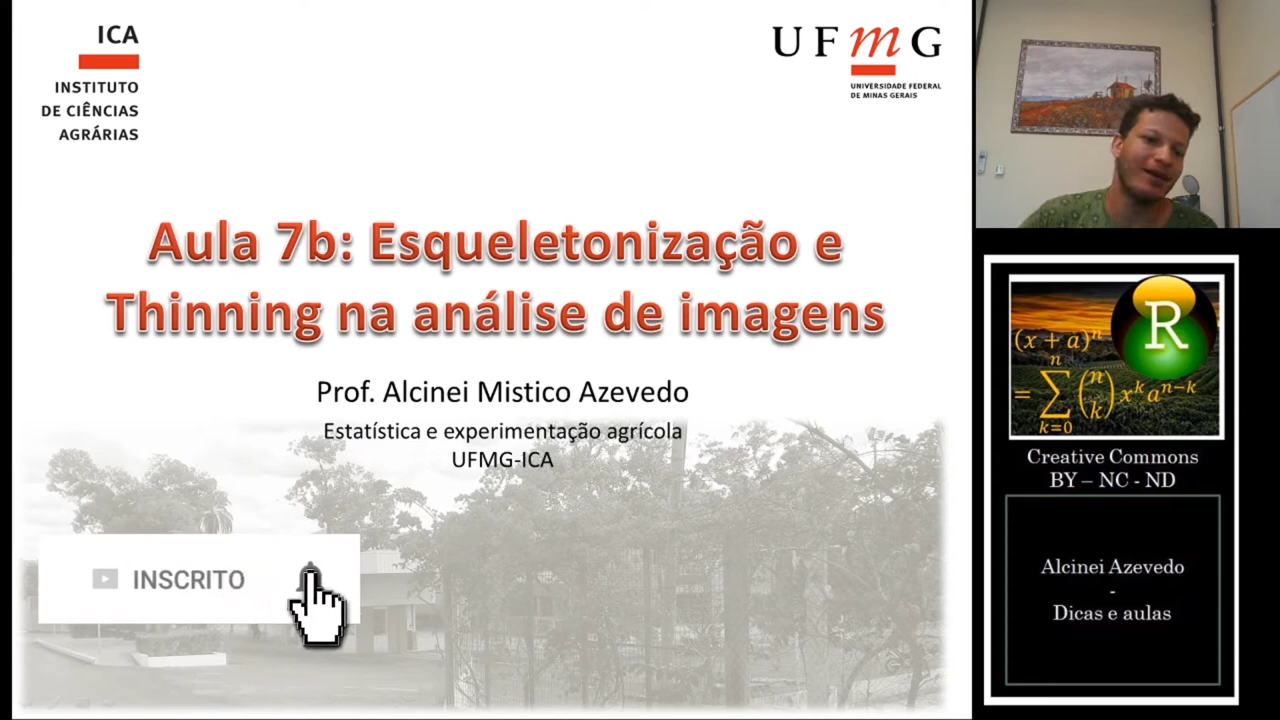 ICA
INSTITUTO
DE CIÊNCIAS
AGRÁRIAS
UFmG
UNIVERSIDADE FEDERAL
DE MINAS GERAIS
Aula 7b: Esqueletonização e
Thinning na análise de imagens
Prof. Alcinei Mistico Azevedo
Estatística e experimentação agrícola
UFMG-ICA
INSCRITO
R
(x + a)^n
= ∑_{k=0}^{n} (n k) x^k a^{n-k}
Creative Commons
BY – NC - ND
Alcinei Azevedo
-
Dicas e aulas